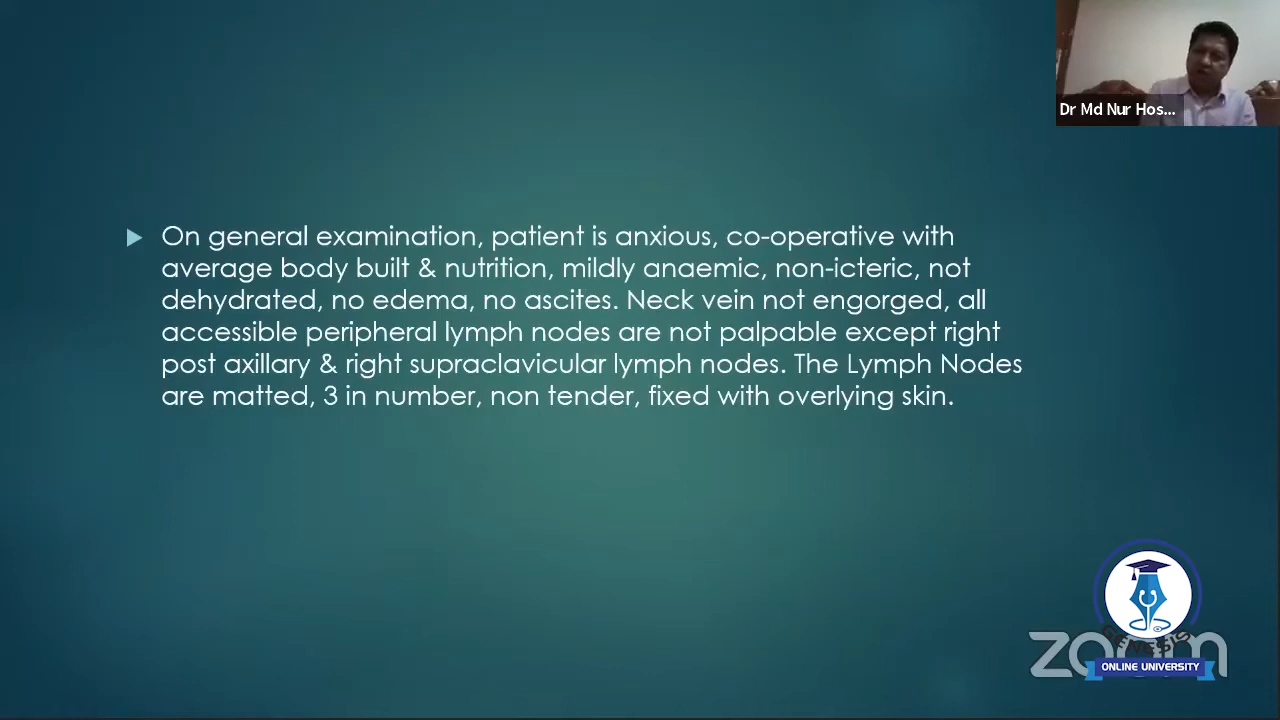 Dr Md Nur Hos...
On general examination, patient is anxious, co-operative with
average body built & nutrition, mildly anaemic, non-icteric, not
dehydrated, no edema, no ascites. Neck vein not engorged, all
accessible peripheral lymph nodes are not palpable except right
post axillary & right supraclavicular lymph nodes. The Lymph Nodes
are matted, 3 in number, non tender, fixed with overlying skin.
GENESIS
zoom
ONLINE UNIVERSITY